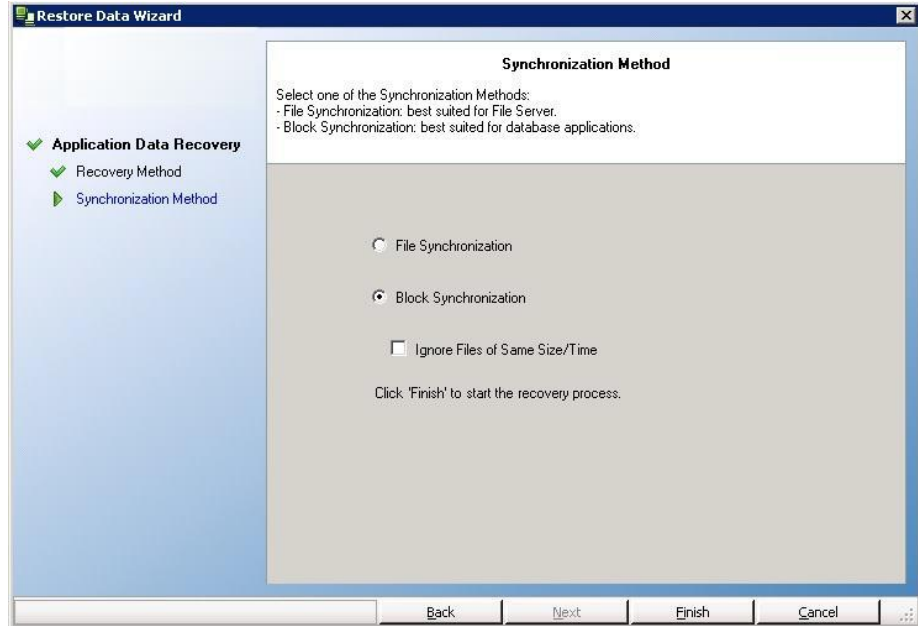 Restore Data Wizard
Synchronization Method
Select one of the Synchronization Methods:
- File Synchronization: best suited for File Server.
- Block Synchronization: best suited for database applications.
Application Data Recovery
Recovery Method
Synchronization Method
File Synchronization
Block Synchronization
Ignore Files of Same Size/Time
Click 'Finish' to start the recovery process.
Back
Next
Finish
Cancel